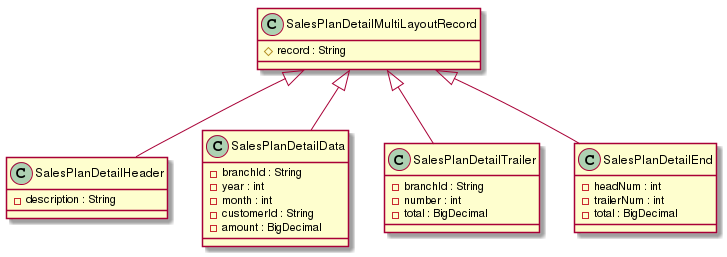 C SalesPlanDetailMultiLayoutRecord
record : String
C SalesPlanDetailHeader
description : String
C SalesPlanDetailData
branchId : String
year : int
month : int
customerId : String
amount : BigDecimal
C SalesPlanDetailTrailer
branchId : String
number : int
total : BigDecimal
C SalesPlanDetailEnd
headNum : int
trailerNum : int
total : BigDecimal